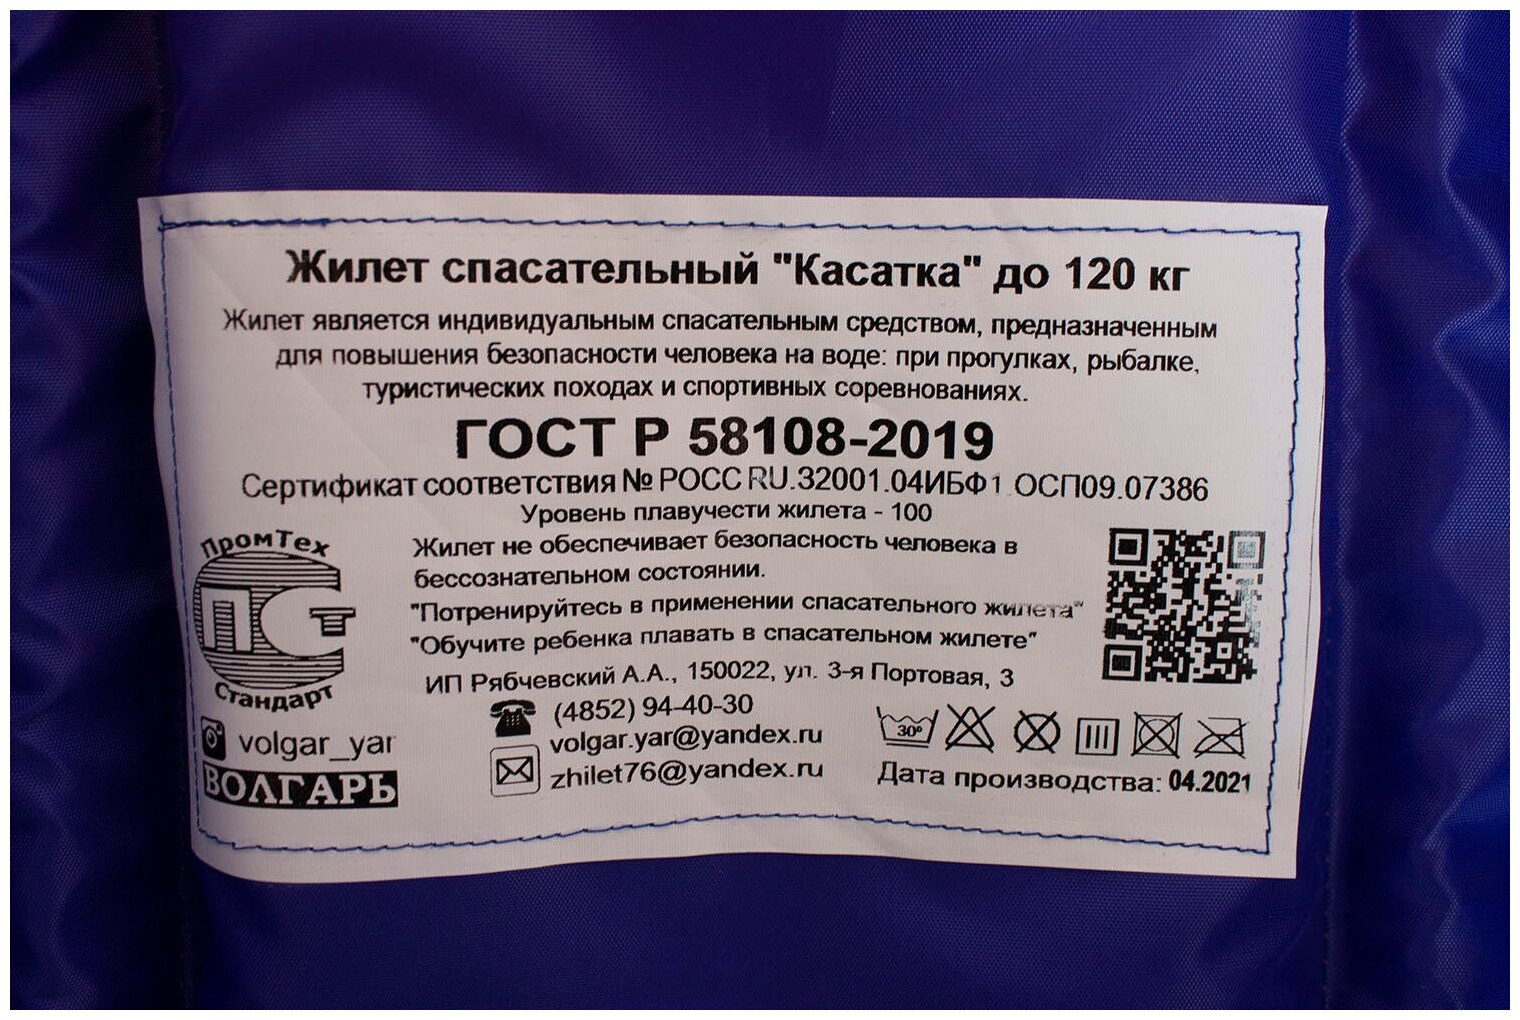 Жилет спасательный "Касатка" до 120 кг
Жилет является индивидуальным спасательным средством, предназначенным
для повышения безопасности человека на воде: при прогулках, рыбалке,
туристических походах и спортивных соревнованиях.
ГОСТ Р 58108-2019
Сертификат соответствия № РОСС RU.32001.04ИБФ1.ОСП09.07386
Уровень плавучести жилета - 100
Жилет не обеспечивает безопасность человека в
бессознательном состоянии.
"Потренируйтесь в применении спасательного жилета"
"Обучите ребенка плавать в спасательном жилете"
ИП Рябчевский А.А., 150022, ул. 3-я Портовая, 3
ПромТех
ПСТ
Стандарт
volgar_yar
ВОЛГАРЬ
(4852) 94-40-30
volgar.yar@yandex.ru
zhilet76@yandex.ru
30º
Дата производства: 04.2021